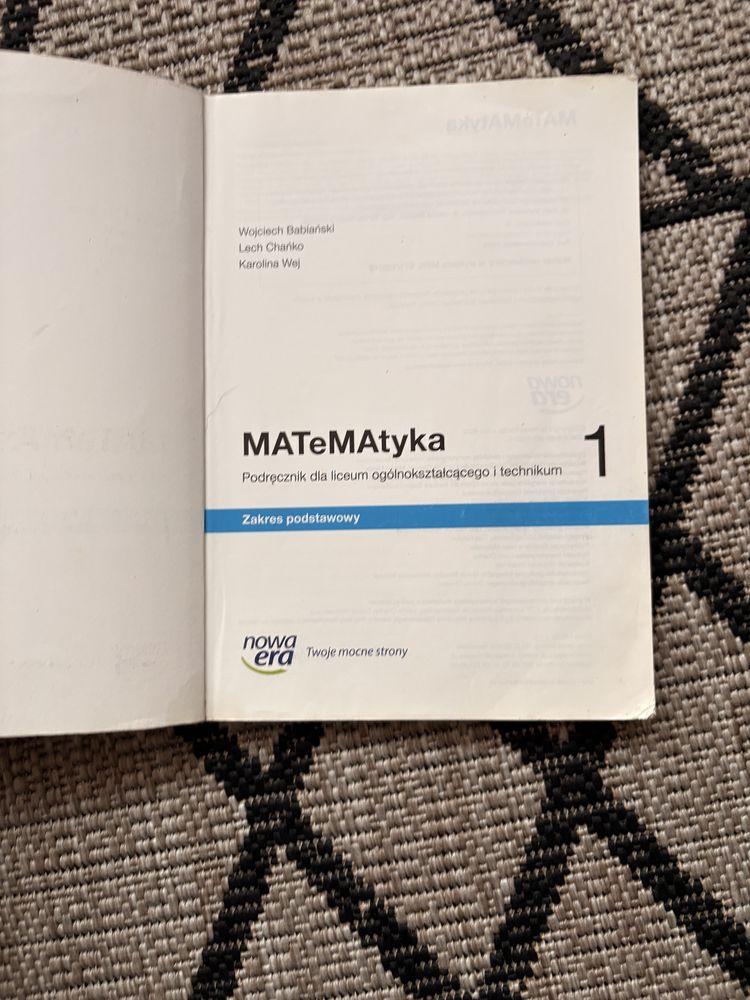 Wojciech Babiański
Lech Chańko
Karolina Wej
MATeMAtyka 1
Podręcznik dla liceum ogólnokształcącego i technikum
Zakres podstawowy
nowa
era
Twoje mocne strony